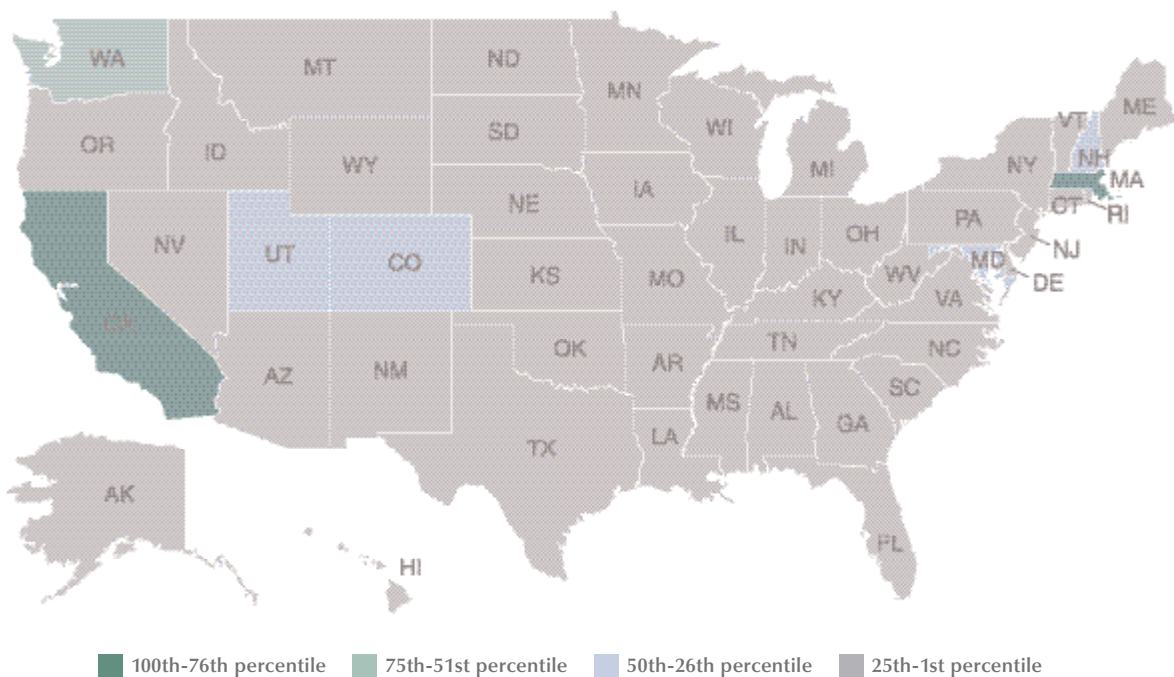 WA
MT
ND
MN
ME
VT
OR
ID
SD
WI
NH
WY
MI
NY
MA
IA
NE
CT
RI
PA
NV
UT
CO
IL
IN
OH
NJ
MD
KS
MO
WV
DE
KY
VA
CA
TN
NC
AZ
NM
OK
AR
SC
MS
AL
GA
LA
TX
AK
FL
HI
100th-76th percentile
75th-51st percentile
50th-26th percentile
25th-1st percentile